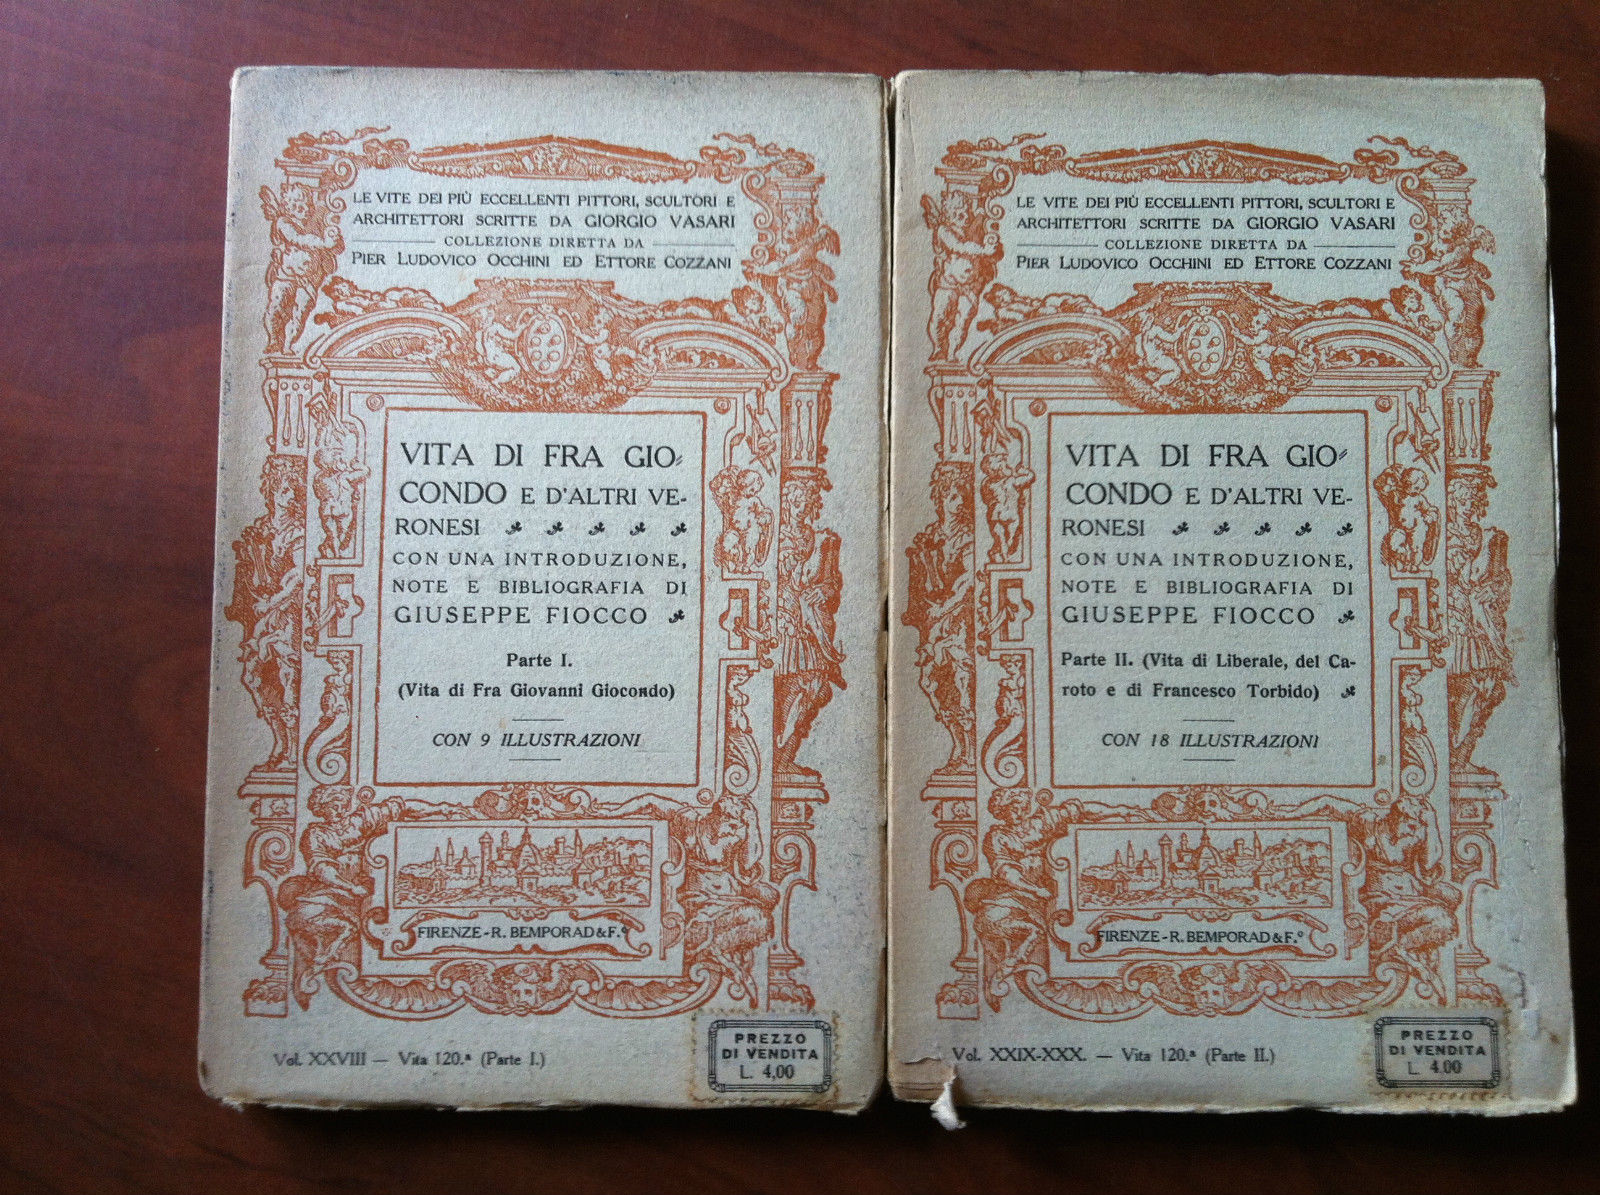 LE VITE DEI PIÙ ECCELLENTI PITTORI, SCULTORI E
ARCHITETTORI SCRITTE DA GIORGIO VASARI
COLLEZIONE DIRETTA DA
PIER LUDOVICO OCCHINI ED ETTORE COZZANI
VITA DI FRA GIO-
CONDO E D'ALTRI VE-
RONESI
CON UNA INTRODUZIONE,
NOTE E BIBLIOGRAFIA DI
GIUSEPPE FIOCCO
Parte I.
(Vita di Fra Giovanni Giocondo)
CON 9 ILLUSTRAZIONI
FIRENZE-R. BEMPORAD & F.º
Vol. XXVIII — Vita 120.ª (Parte I.)
PREZZO
DI VENDITA
L. 4,00
LE VITE DEI PIÙ ECCELLENTI PITTORI, SCULTORI E
ARCHITETTORI SCRITTE DA GIORGIO VASARI
COLLEZIONE DIRETTA DA
PIER LUDOVICO OCCHINI ED ETTORE COZZANI
VITA DI FRA GIO-
CONDO E D'ALTRI VE-
RONESI
CON UNA INTRODUZIONE,
NOTE E BIBLIOGRAFIA DI
GIUSEPPE FIOCCO
Parte II. (Vita di Liberale, del Ca-
roto e di Francesco Torbido)
CON 18 ILLUSTRAZIONI
FIRENZE-R. BEMPORAD & F.º
Vol. XXIX-XXX. — Vita 120.ª (Parte II.)
PREZZO
DI VENDITA
L. 4,00